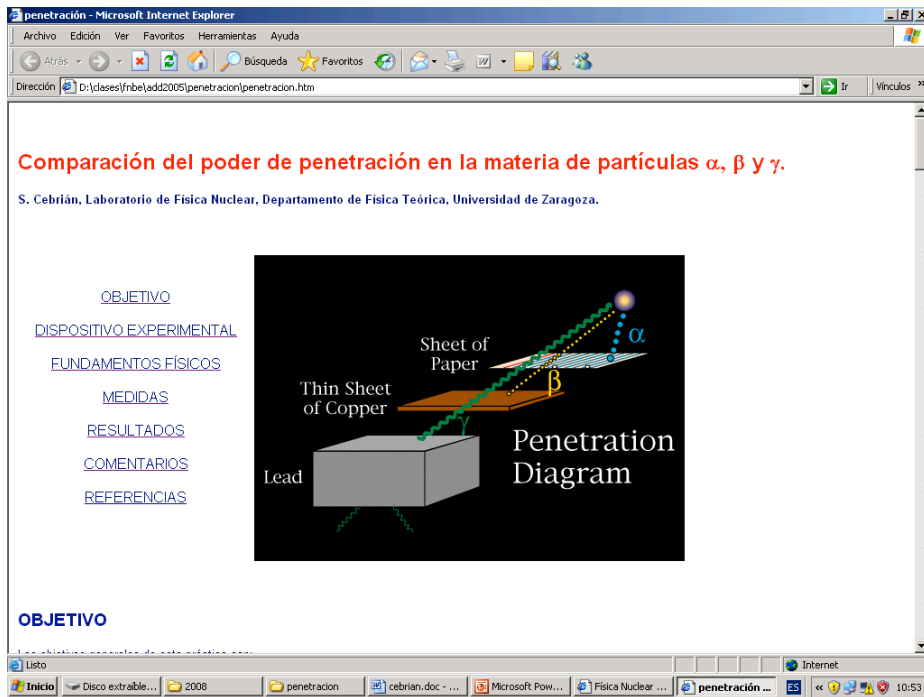 penetración - Microsoft Internet Explorer
Archivo Edición Ver Favoritos Herramientas Ayuda
Atrás Búsqueda Favoritos
Dirección D:\clases\fnbe\add2005\penetracion\penetracion.htm Ir Vínculos »
Comparación del poder de penetración en la materia de partículas α, β y γ.
S. Cebrián, Laboratorio de Física Nuclear, Departamento de Física Teórica, Universidad de Zaragoza.
OBJETIVO
DISPOSITIVO EXPERIMENTAL
FUNDAMENTOS FÍSICOS
MEDIDAS
RESULTADOS
COMENTARIOS
REFERENCIAS
α
Sheet of
Paper
β
Thin Sheet
of Copper
γ
Penetration
Diagram
Lead
OBJETIVO
Listo Internet
Inicio Disco extraíble... 2008 penetracion cebrian.doc - ... Microsoft Pow... Física Nuclear ... penetración ... ES « 10:53